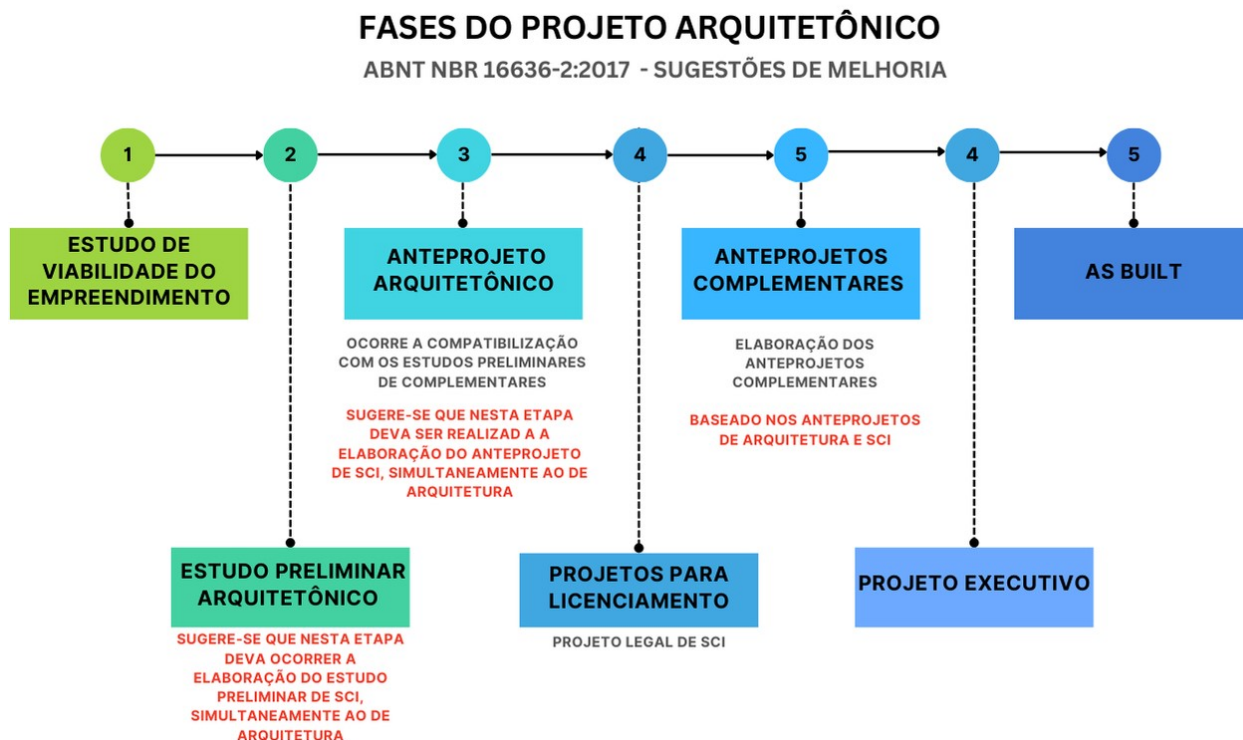 FASES DO PROJETO ARQUITETÔNICO
ABNT NBR 16636-2:2017 - SUGESTÕES DE MELHORIA
1
2
3
4
5
4
5
ESTUDO DE
VIABILIDADE DO
EMPREENDIMENTO
ANTEPROJETO
ARQUITETÔNICO
OCORRE A COMPATIBILIZAÇÃO
COM OS ESTUDOS PRELIMINARES
DE COMPLEMENTARES
SUGERE-SE QUE NESTA ETAPA
DEVA SER REALIZAD A A
ELABORAÇÃO DO ANTEPROJETO
DE SCI, SIMULTANEAMENTE AO DE
ARQUITETURA
ANTEPROJETOS
COMPLEMENTARES
ELABORAÇÃO DOS
ANTEPROJETOS
COMPLEMENTARES
BASEADO NOS ANTEPROJETOS
DE ARQUITETURA E SCI
AS BUILT
ESTUDO PRELIMINAR
ARQUITETÔNICO
SUGERE-SE QUE NESTA ETAPA
DEVA OCORRER A
ELABORAÇÃO DO ESTUDO
PRELIMINAR DE SCI,
SIMULTANEAMENTE AO DE
ARQUITETURA
PROJETOS PARA
LICENCIAMENTO
PROJETO LEGAL DE SCI
PROJETO EXECUTIVO